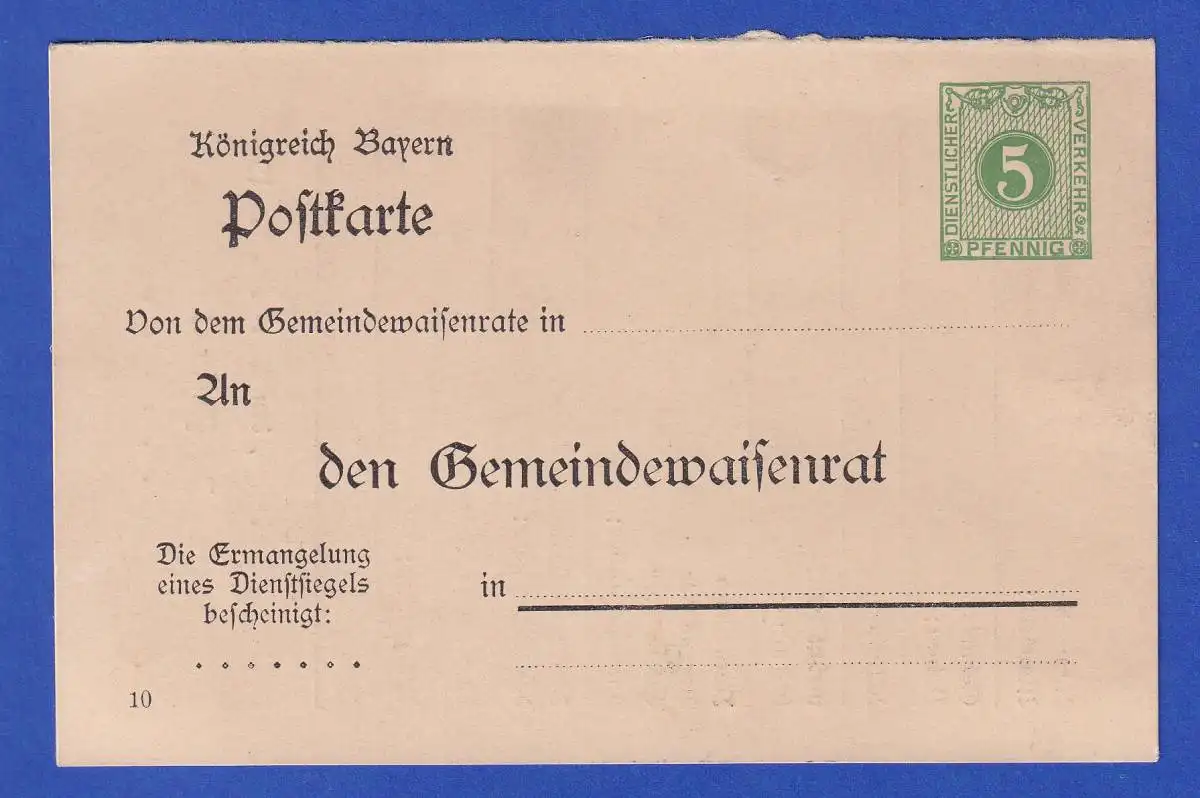 Königreich Bayern
Postkarte
DIENSTLICHER
VERKEHR
5
PFENNIG
Von dem Gemeindewaisenrate in
An
den Gemeindewaisenrat
Die Ermangelung
eines Dienstsiegels
bescheinigt:
in
10